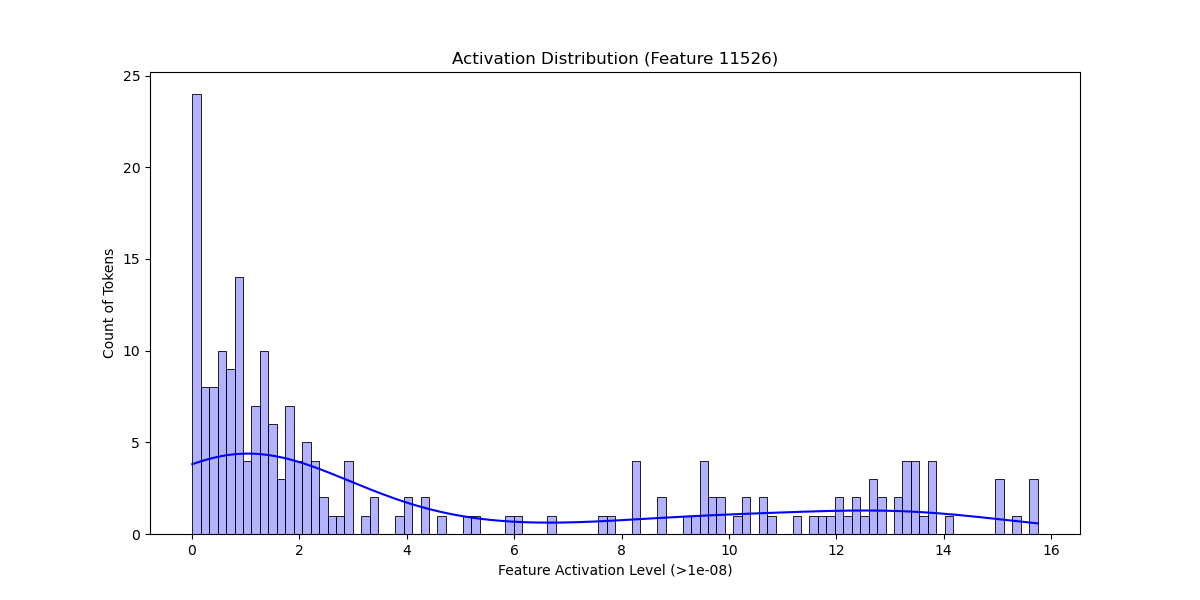 Activation Distribution (Feature 11526)
25
20
15
10
5
0
Count of Tokens
0 2 4 6 8 10 12 14 16
Feature Activation Level (>1e-08)